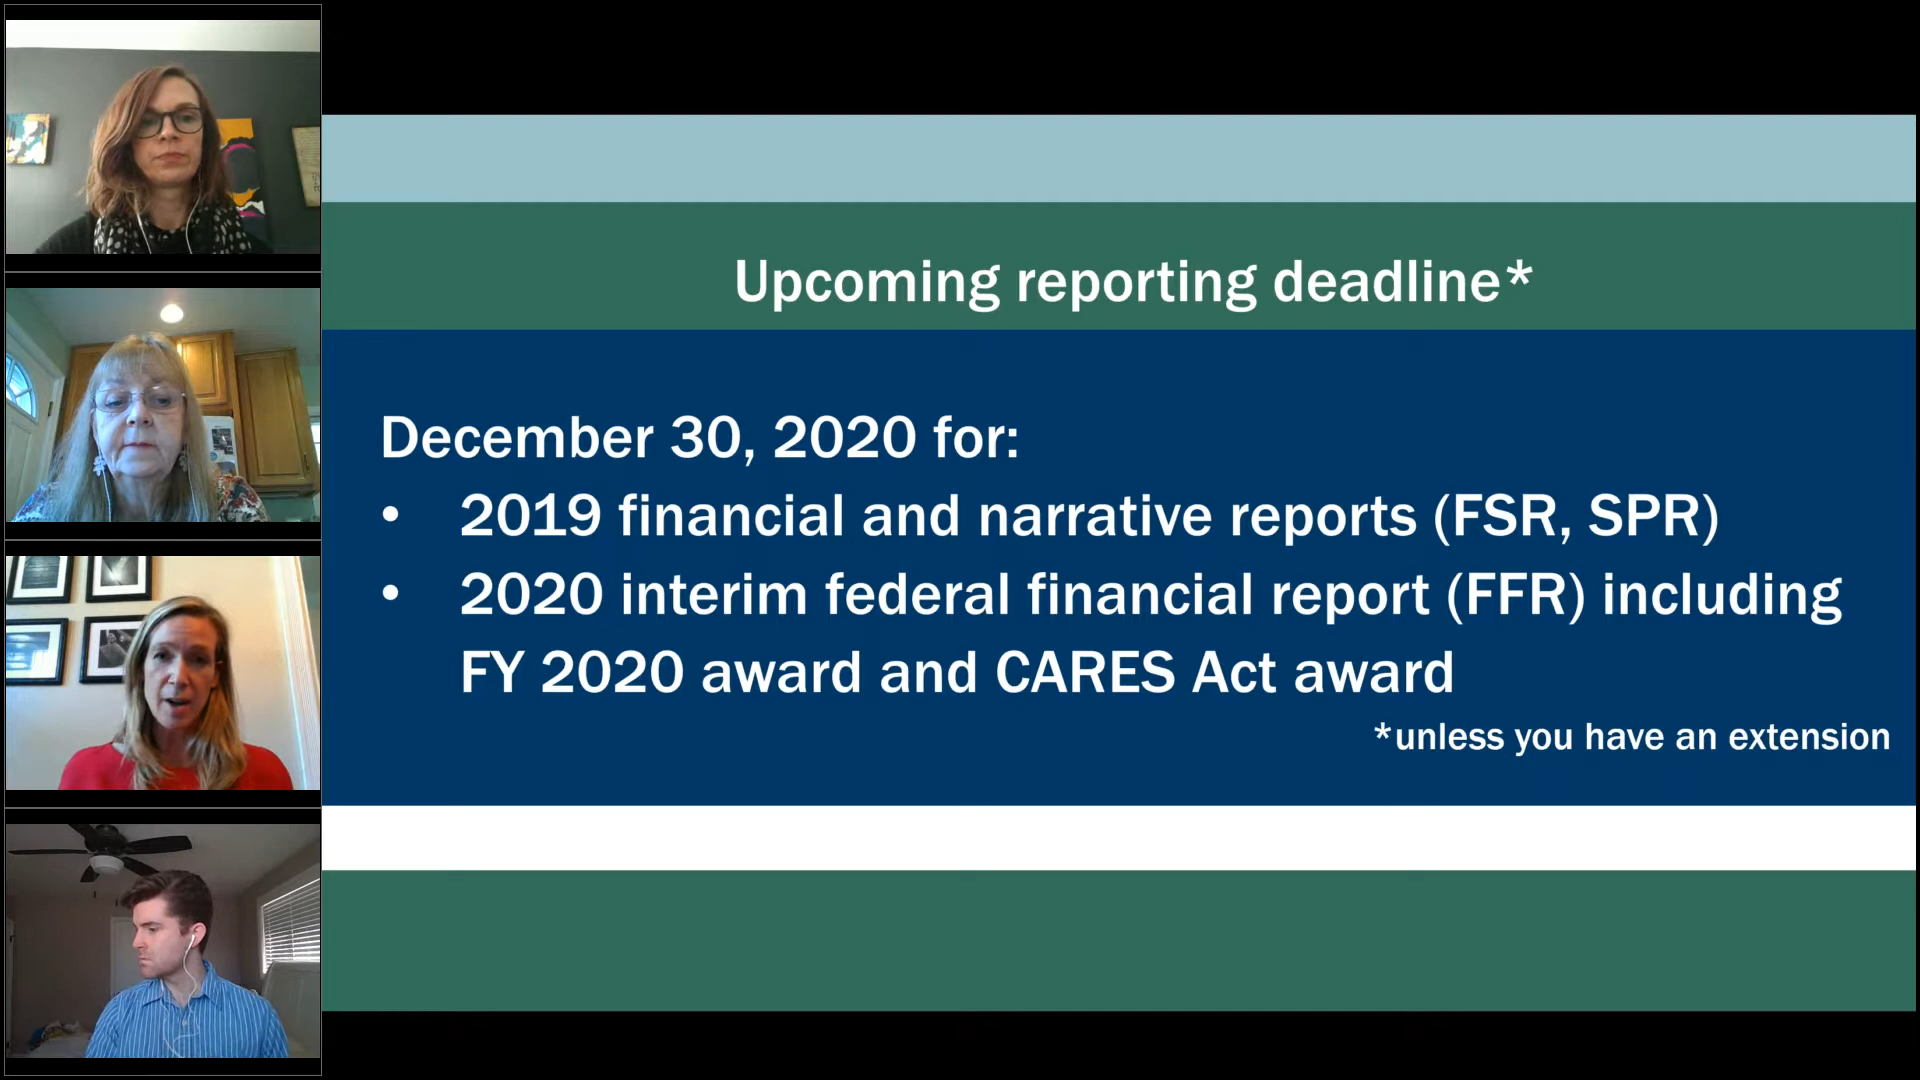 Upcoming reporting deadline*
December 30, 2020 for:
• 2019 financial and narrative reports (FSR, SPR)
• 2020 interim federal financial report (FFR) including
FY 2020 award and CARES Act award
*unless you have an extension